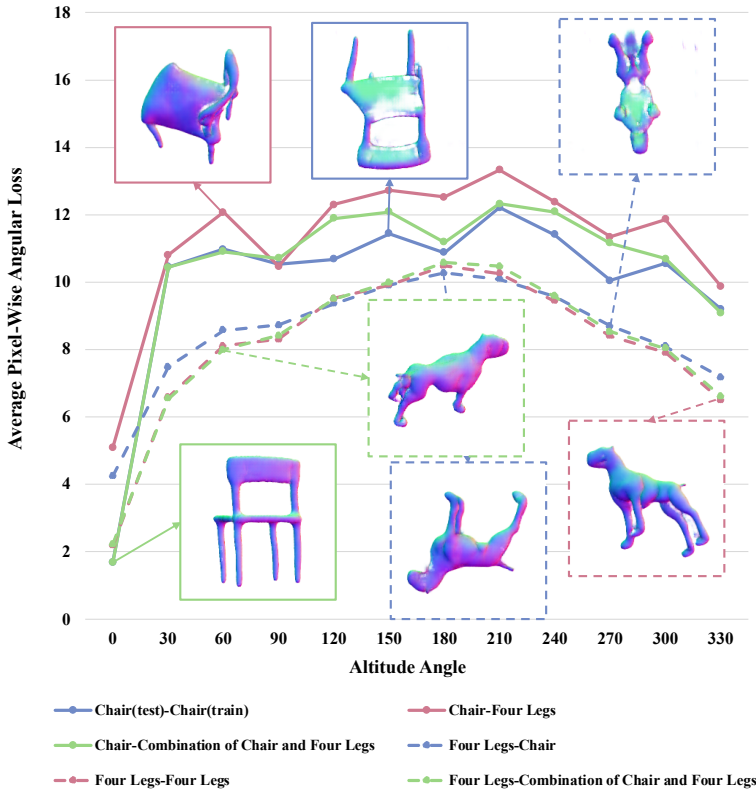 18
16
14
12
10
8
6
4
2
0
Average Pixel-Wise Angular Loss
0 30 60 90 120 150 180 210 240 270 300 330
Altitude Angle
Chair(test)-Chair(train)
Chair-Four Legs
Chair-Combination of Chair and Four Legs
Four Legs-Chair
Four Legs-Four Legs
Four Legs-Combination of Chair and Four Legs